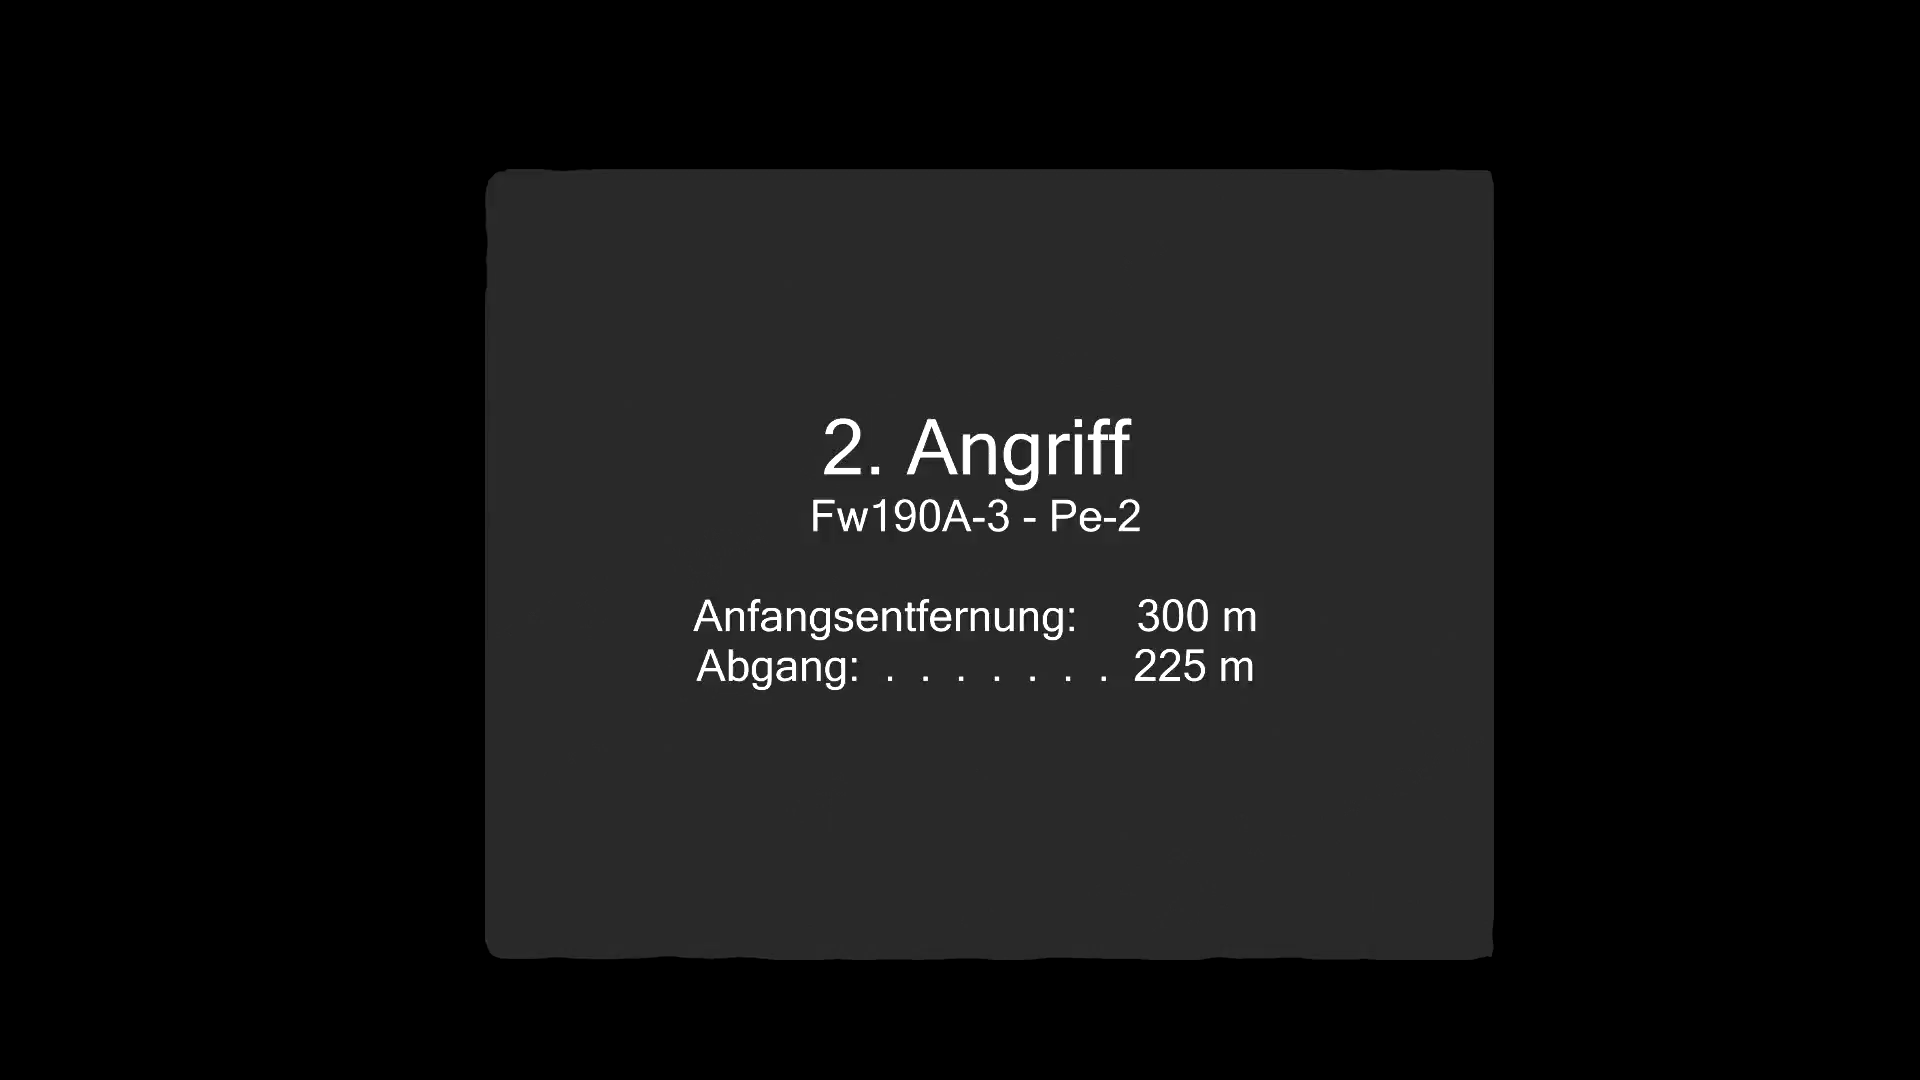 2. Angriff
Fw190A-3 - Pe-2
Anfangsentfernung: 300 m
Abgang: . . . . . . . 225 m